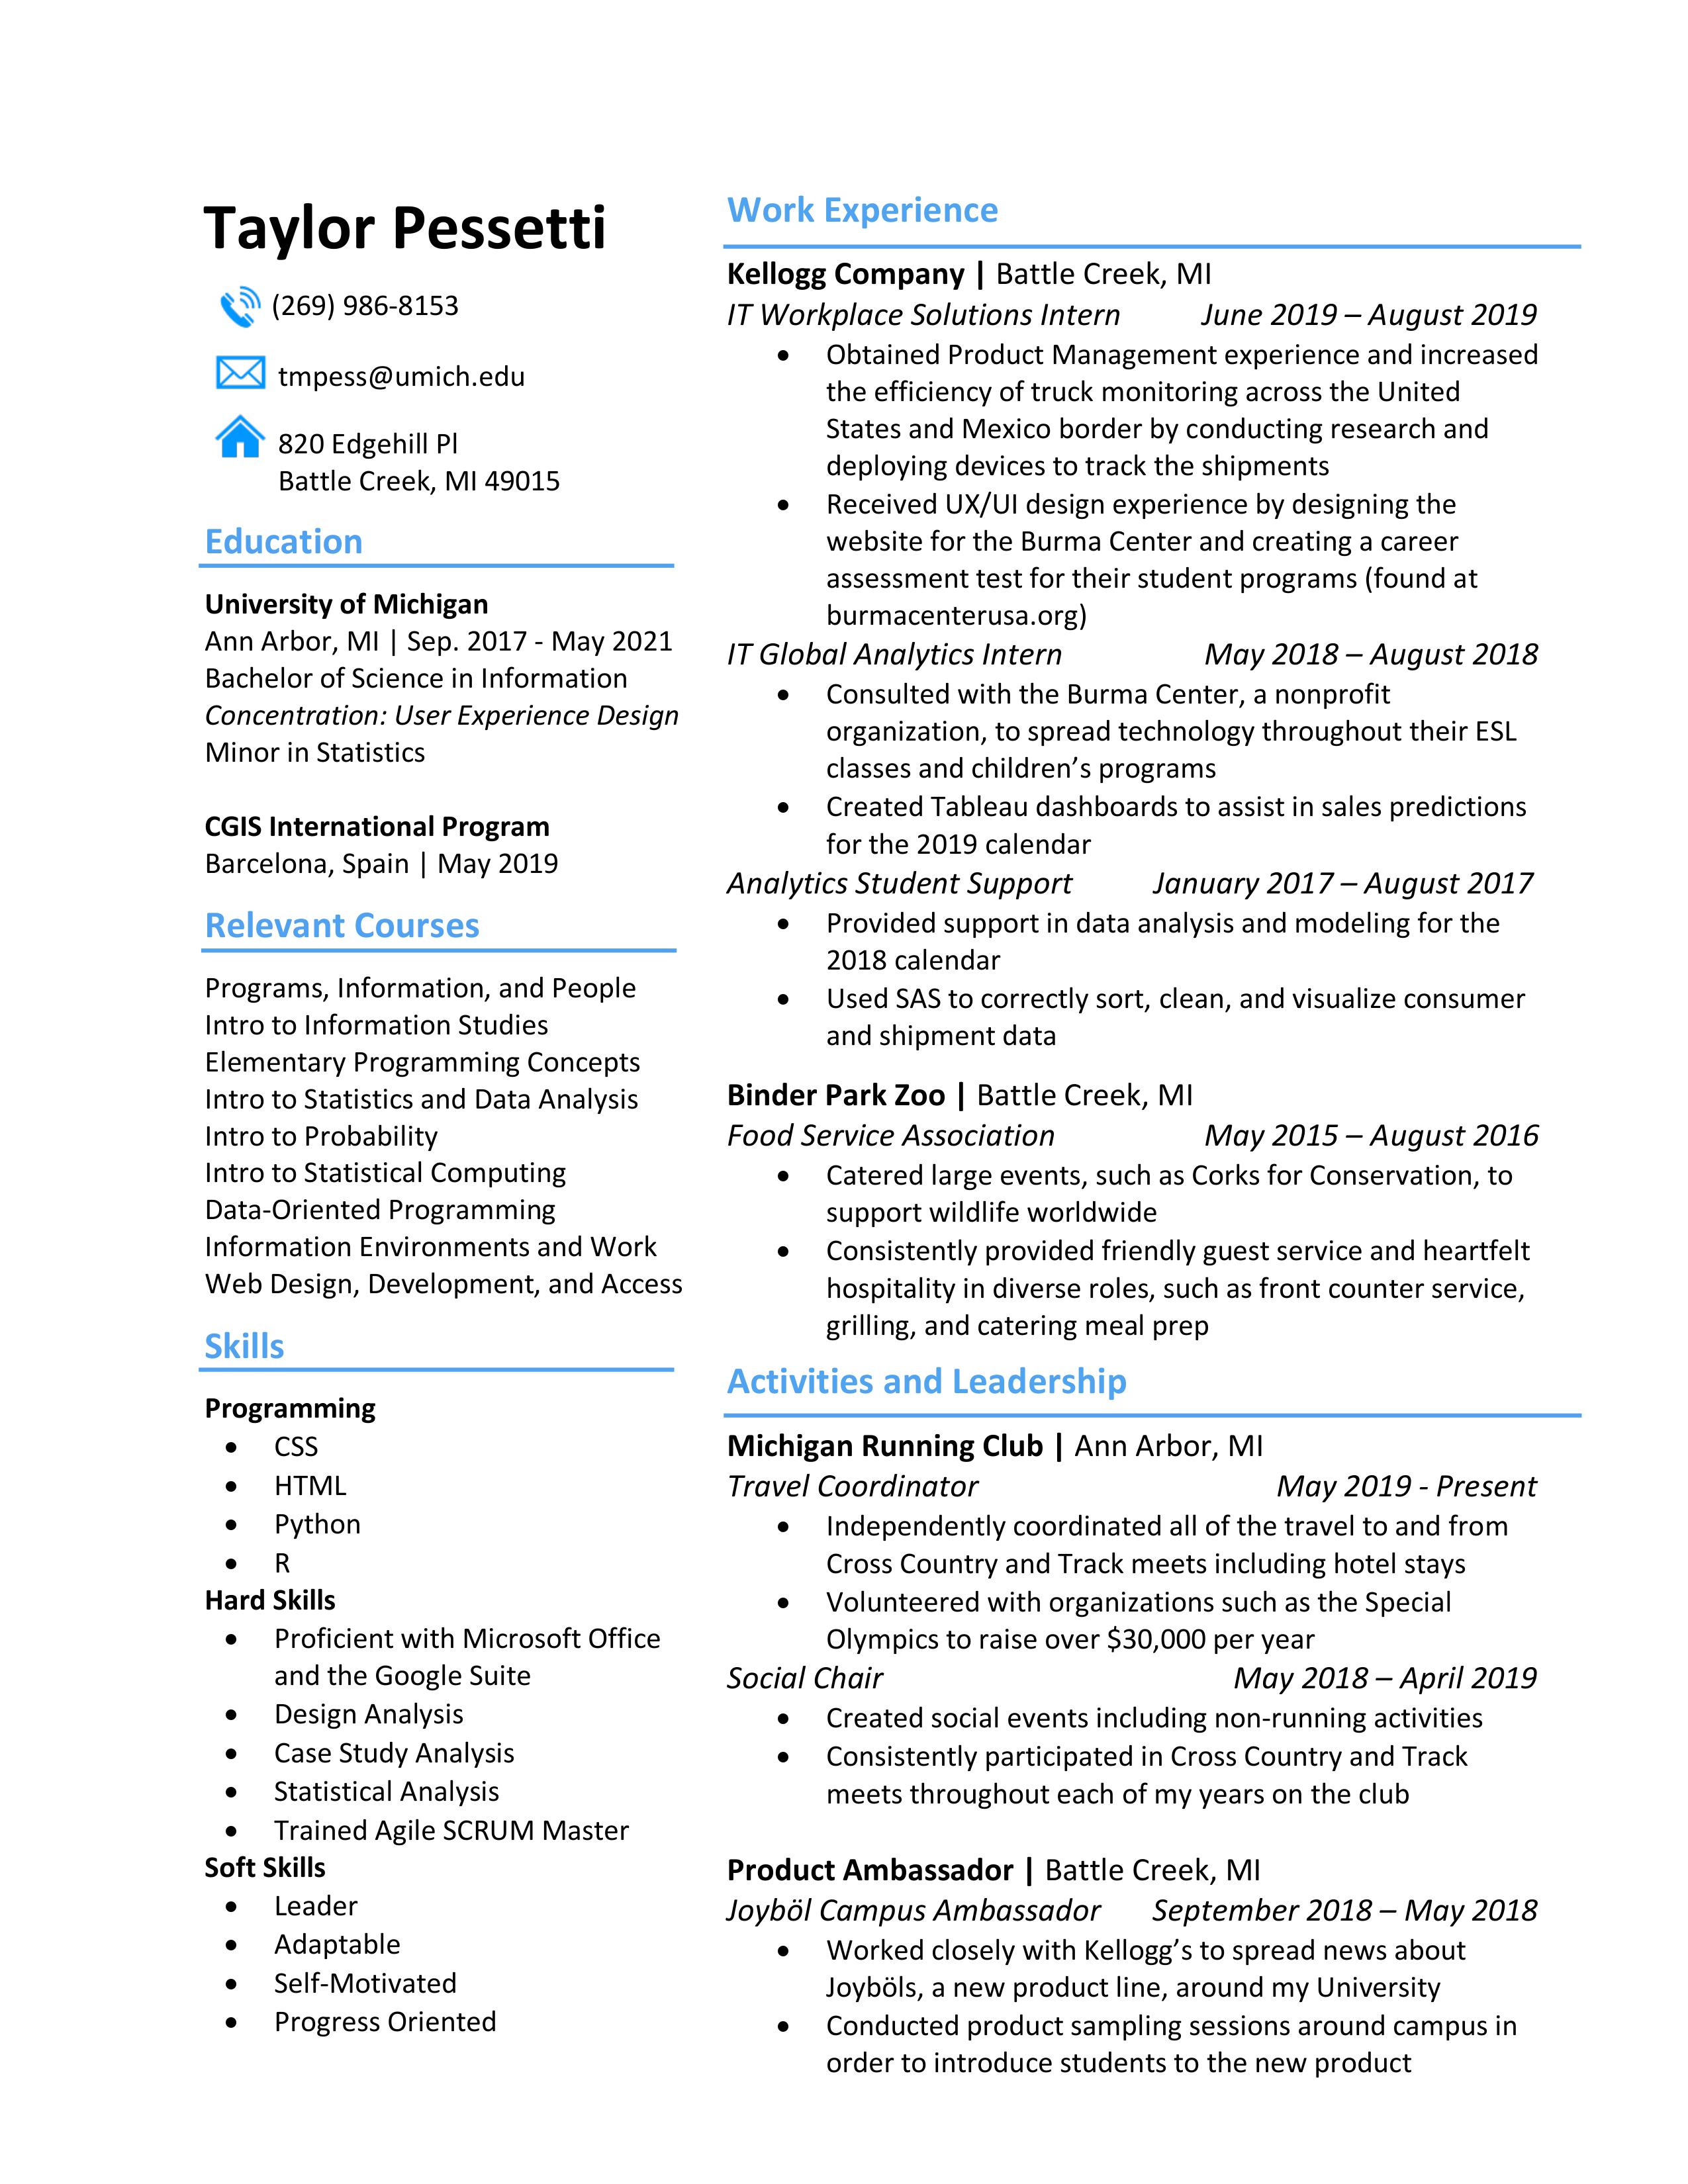 Taylor Pessetti
(269) 986-8153
tmpess@umich.edu
820 Edgehill Pl
Battle Creek, MI 49015
Education
University of Michigan
Ann Arbor, MI | Sep. 2017 - May 2021
Bachelor of Science in Information
Concentration: User Experience Design
Minor in Statistics
CGIS International Program
Barcelona, Spain | May 2019
Relevant Courses
Programs, Information, and People
Intro to Information Studies
Elementary Programming Concepts
Intro to Statistics and Data Analysis
Intro to Probability
Intro to Statistical Computing
Data-Oriented Programming
Information Environments and Work
Web Design, Development, and Access
Skills
Programming
• CSS
• HTML
• Python
• R
Hard Skills
• Proficient with Microsoft Office
and the Google Suite
• Design Analysis
• Case Study Analysis
• Statistical Analysis
• Trained Agile SCRUM Master
Soft Skills
• Leader
• Adaptable
• Self-Motivated
• Progress Oriented
Work Experience
Kellogg Company | Battle Creek, MI
IT Workplace Solutions Intern June 2019 – August 2019
• Obtained Product Management experience and increased
the efficiency of truck monitoring across the United
States and Mexico border by conducting research and
deploying devices to track the shipments
• Received UX/UI design experience by designing the
website for the Burma Center and creating a career
assessment test for their student programs (found at
burmacenterusa.org)
IT Global Analytics Intern May 2018 – August 2018
• Consulted with the Burma Center, a nonprofit
organization, to spread technology throughout their ESL
classes and children’s programs
• Created Tableau dashboards to assist in sales predictions
for the 2019 calendar
Analytics Student Support January 2017 – August 2017
• Provided support in data analysis and modeling for the
2018 calendar
• Used SAS to correctly sort, clean, and visualize consumer
and shipment data
Binder Park Zoo | Battle Creek, MI
Food Service Association May 2015 – August 2016
• Catered large events, such as Corks for Conservation, to
support wildlife worldwide
• Consistently provided friendly guest service and heartfelt
hospitality in diverse roles, such as front counter service,
grilling, and catering meal prep
Activities and Leadership
Michigan Running Club | Ann Arbor, MI
Travel Coordinator May 2019 - Present
• Independently coordinated all of the travel to and from
Cross Country and Track meets including hotel stays
• Volunteered with organizations such as the Special
Olympics to raise over $30,000 per year
Social Chair May 2018 – April 2019
• Created social events including non-running activities
• Consistently participated in Cross Country and Track
meets throughout each of my years on the club
Product Ambassador | Battle Creek, MI
Joyböl Campus Ambassador September 2018 – May 2018
• Worked closely with Kellogg’s to spread news about
Joyböls, a new product line, around my University
• Conducted product sampling sessions around campus in
order to introduce students to the new product